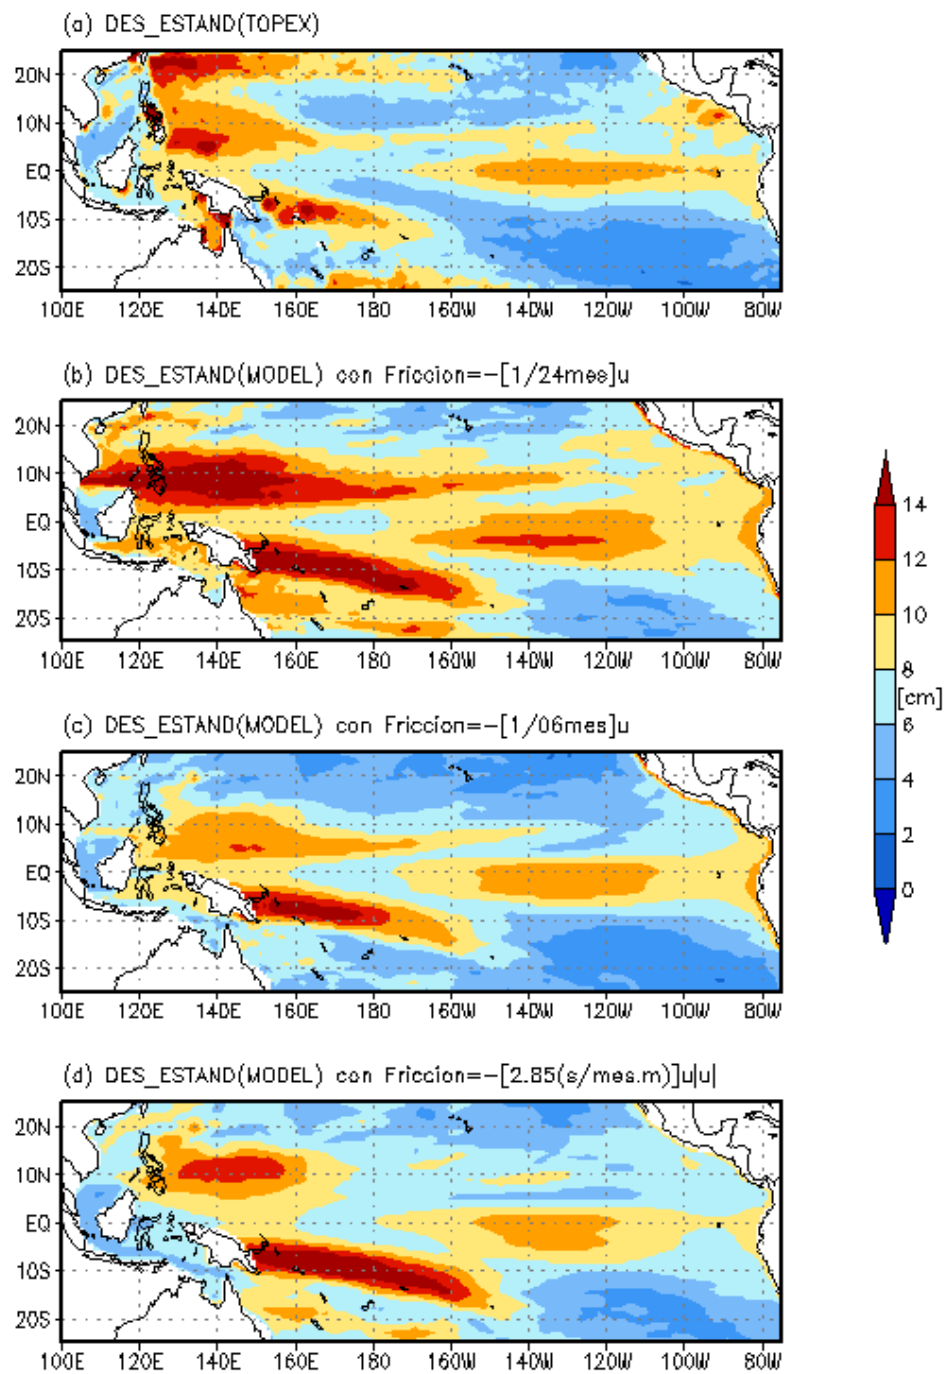 (a) DES_ESTAND(TOPEX)
20N
10N
EQ
10S
20S
100E 120E 140E 160E 180 160W 140W 120W 100W 80W
(b) DES_ESTAND(MODEL) con Friccion=-[1/24mes]u
20N
10N
EQ
10S
20S
100E 120E 140E 160E 180 160W 140W 120W 100W 80W
14
12
10
8
[cm]
6
4
2
0
(c) DES_ESTAND(MODEL) con Friccion=-[1/06mes]u
20N
10N
EQ
10S
20S
100E 120E 140E 160E 180 160W 140W 120W 100W 80W
(d) DES_ESTAND(MODEL) con Friccion=-[2.85(s/mes.m)]u|u|
20N
10N
EQ
10S
20S
100E 120E 140E 160E 180 160W 140W 120W 100W 80W